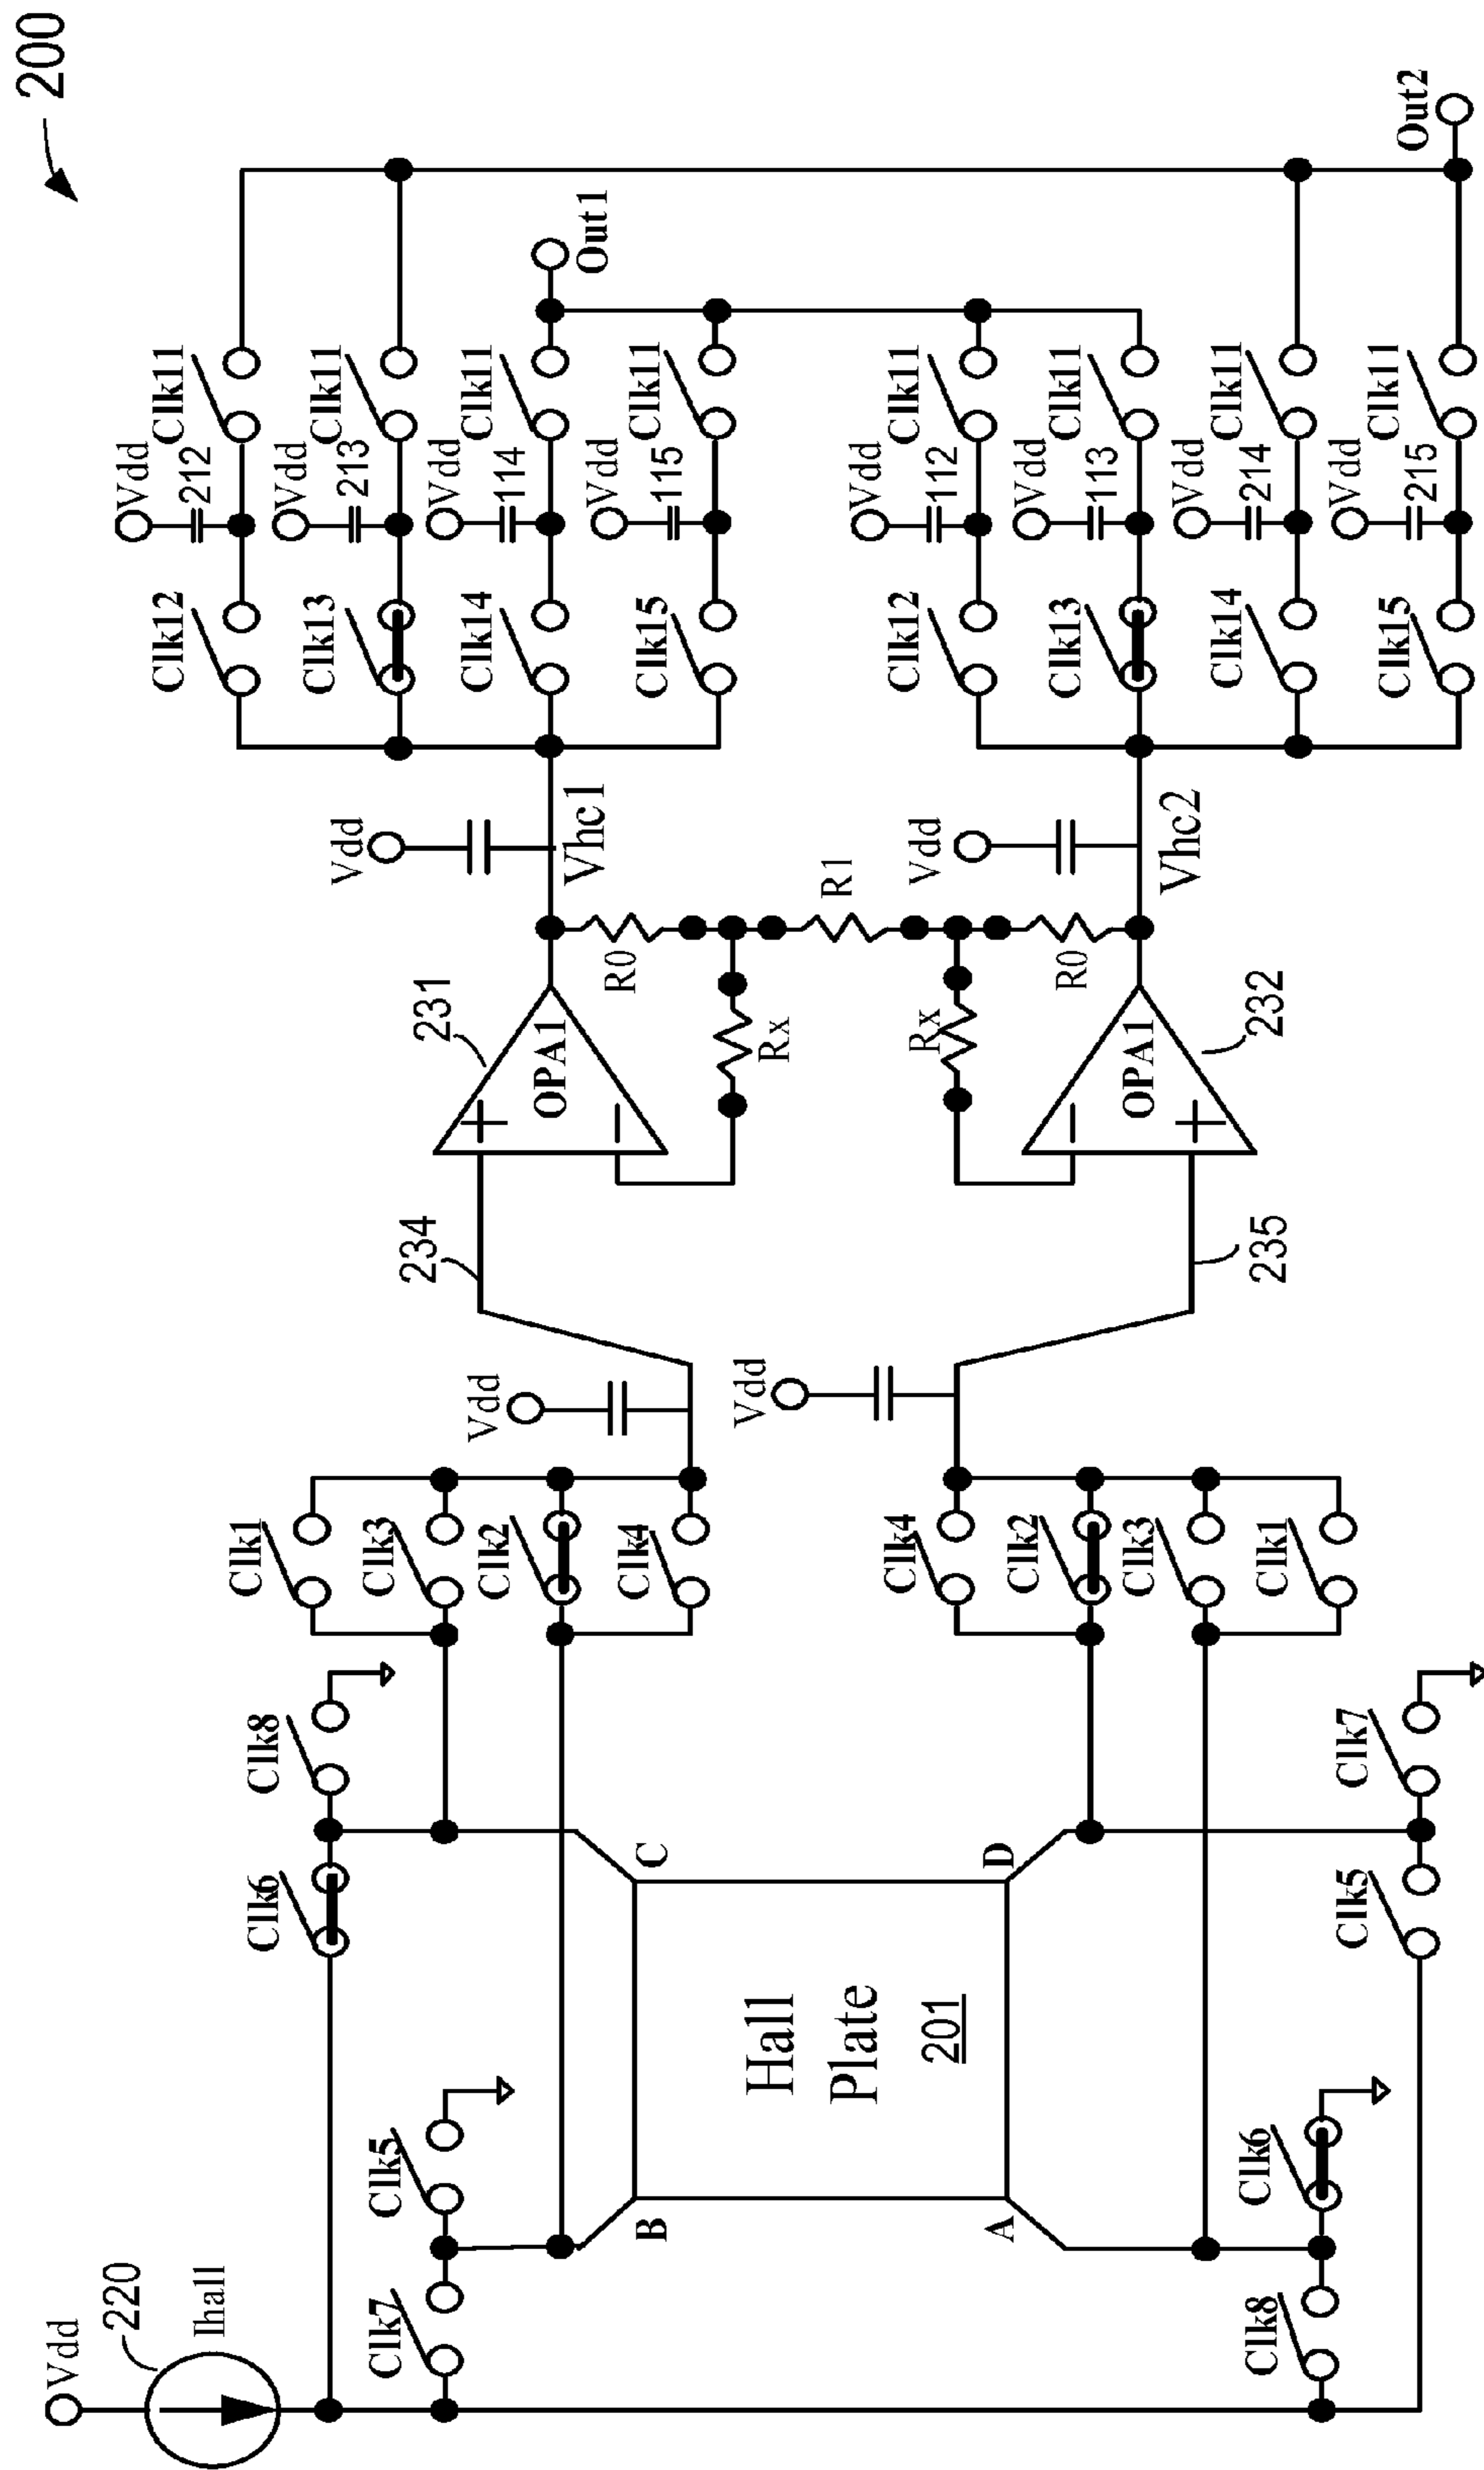 200
Vdd
220
Ihall
Clk7
Clk5
Clk6
Clk8
Clk8
Clk6
Clk5
Clk7
B
C
A
D
Hall
Plate
201
Clk1
Clk3
Clk2
Clk4
Clk4
Clk2
Clk3
Clk1
Vdd
Vdd
234
235
231
OPA1
232
OPA1
Rx
Rx
R0
R1
R0
Vdd
Vhc1
Vdd
Vhc2
Clk12
Vdd
212
Clk11
Clk13
Vdd
213
Clk11
Clk14
Vdd
114
Clk11
Clk15
Vdd
115
Clk11
Clk12
Vdd
112
Clk11
Clk13
Vdd
113
Clk11
Clk14
Vdd
214
Clk11
Clk15
Vdd
215
Clk11
Out1
Out2